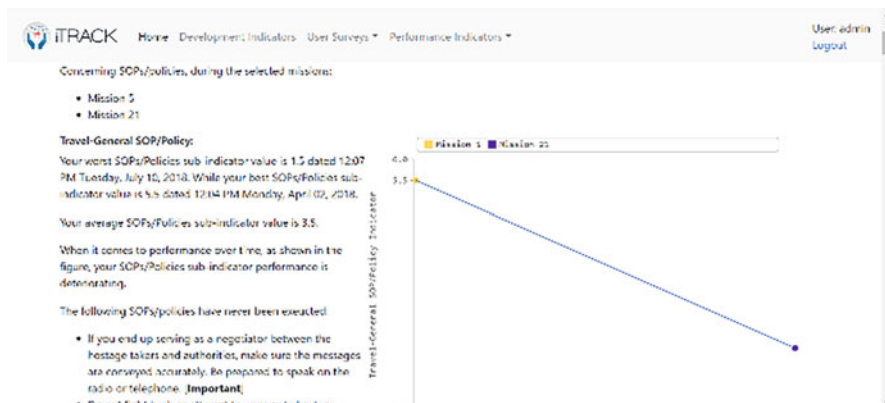 iTRACK Home Development Indicators User Surveys Performance Indicators
User: admin
Logout
Concerning SOPs/policies, during the selected missions:
• Mission 5
• Mission 21
Travel-General SOP/Policy:
Your worst SOPs/Policies sub-indicator value is 1.5 dated 12:07
PM Tuesday, July 10, 2018. While your best SOPs/Policies sub-
indicator value is 5.5 dated 12:04 PM Monday, April 02, 2018.
Your average SOPs/Policies sub-indicator value is 3.5.
When it comes to performance over time, as shown in the
figure, your SOPs/Policies sub-indicator performance is
deteriorating.
The following SOPs/policies have never been exeucted
• If you end up serving as a negotiator between the
hostage takers and authorities, make sure the messages
are conveyed accurately. Be prepared to speak on the
radio or telephone. [Important]
Mission 5 Mission 21
6.0
5.5
Travel-General SOP/Policy Indicator